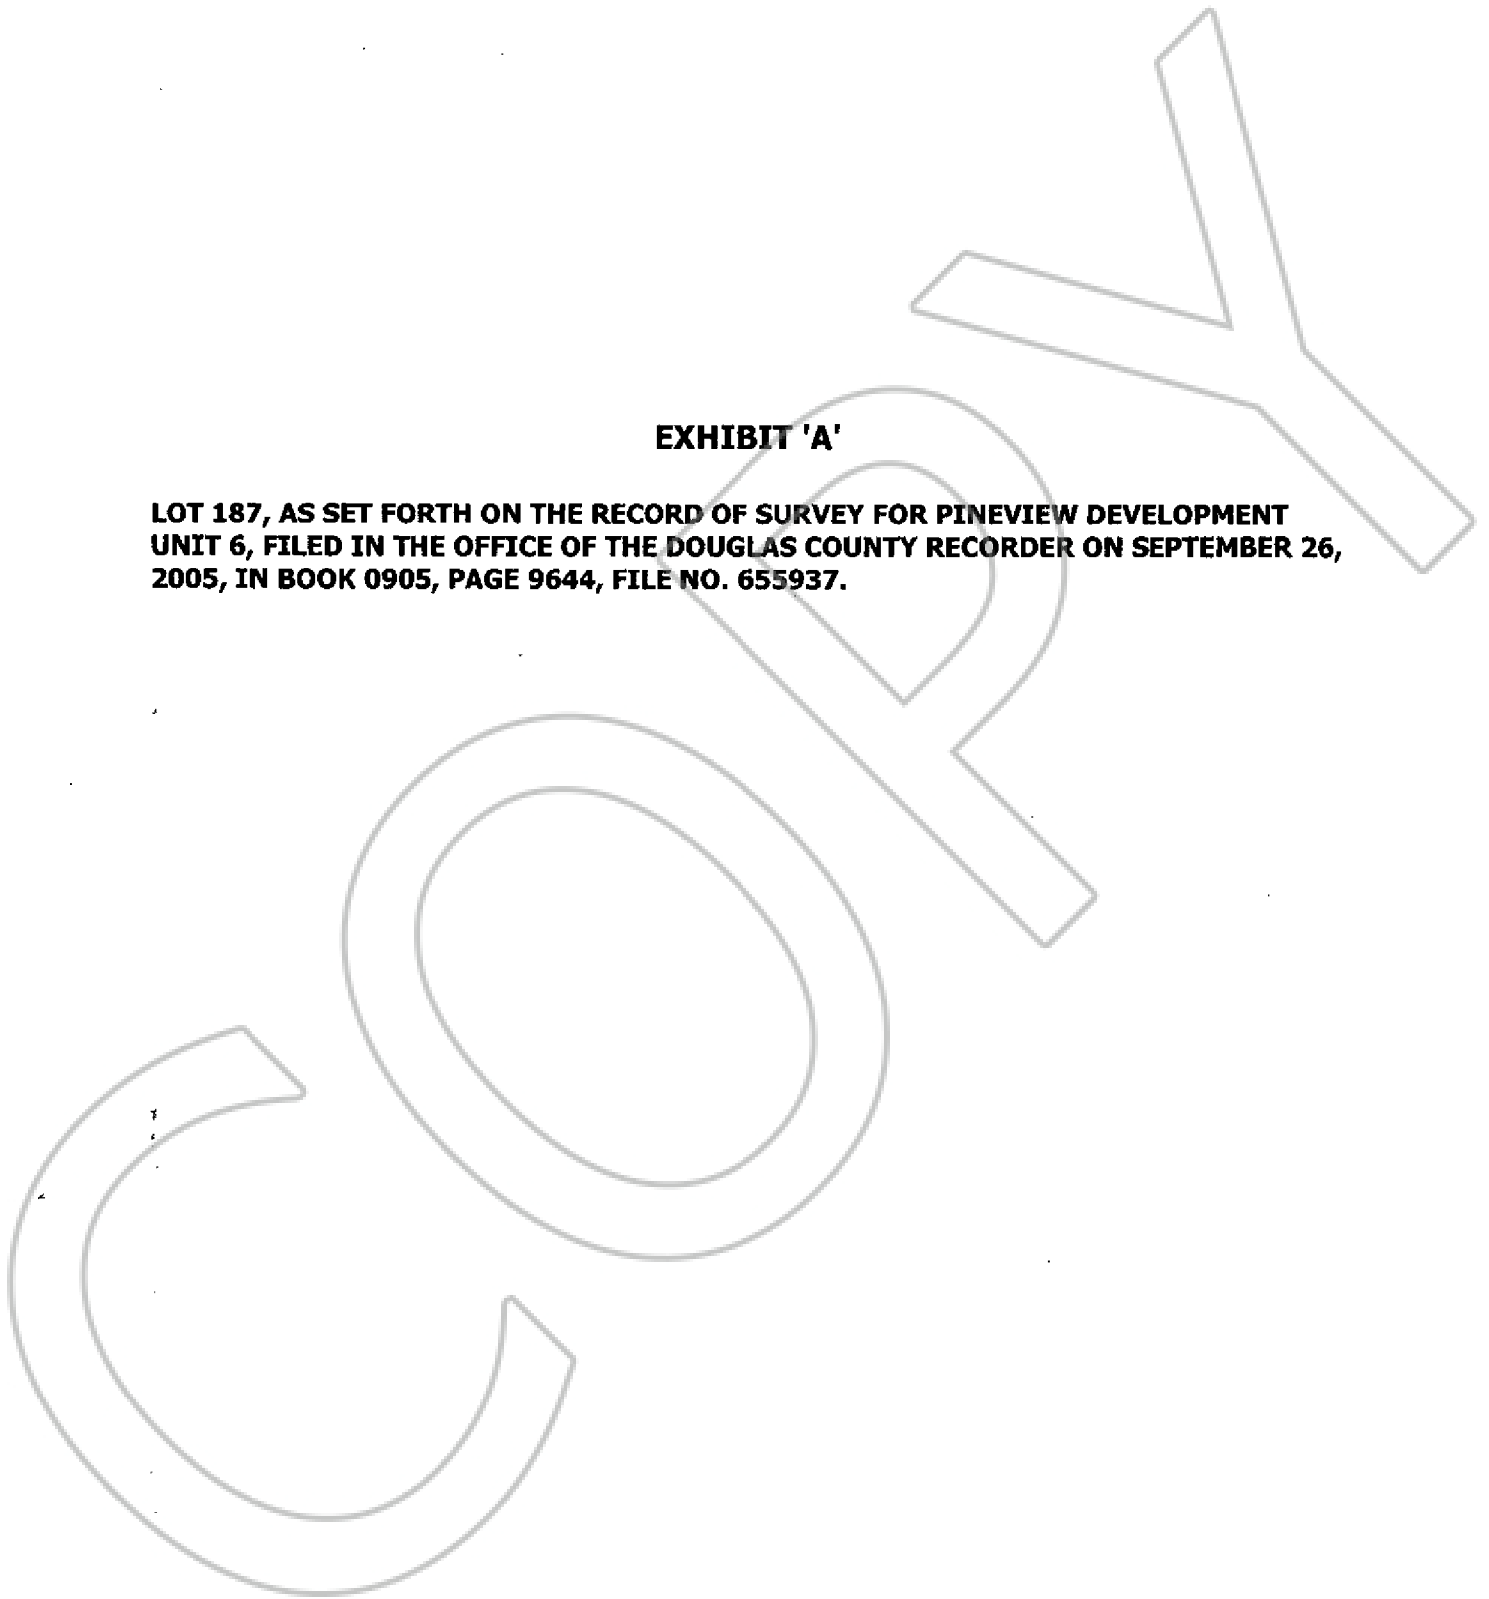 EXHIBIT 'A'
LOT 187, AS SET FORTH ON THE RECORD OF SURVEY FOR PINEVIEW DEVELOPMENT
UNIT 6, FILED IN THE OFFICE OF THE DOUGLAS COUNTY RECORDER ON SEPTEMBER 26,
2005, IN BOOK 0905, PAGE 9644, FILE NO. 655937.
COPY